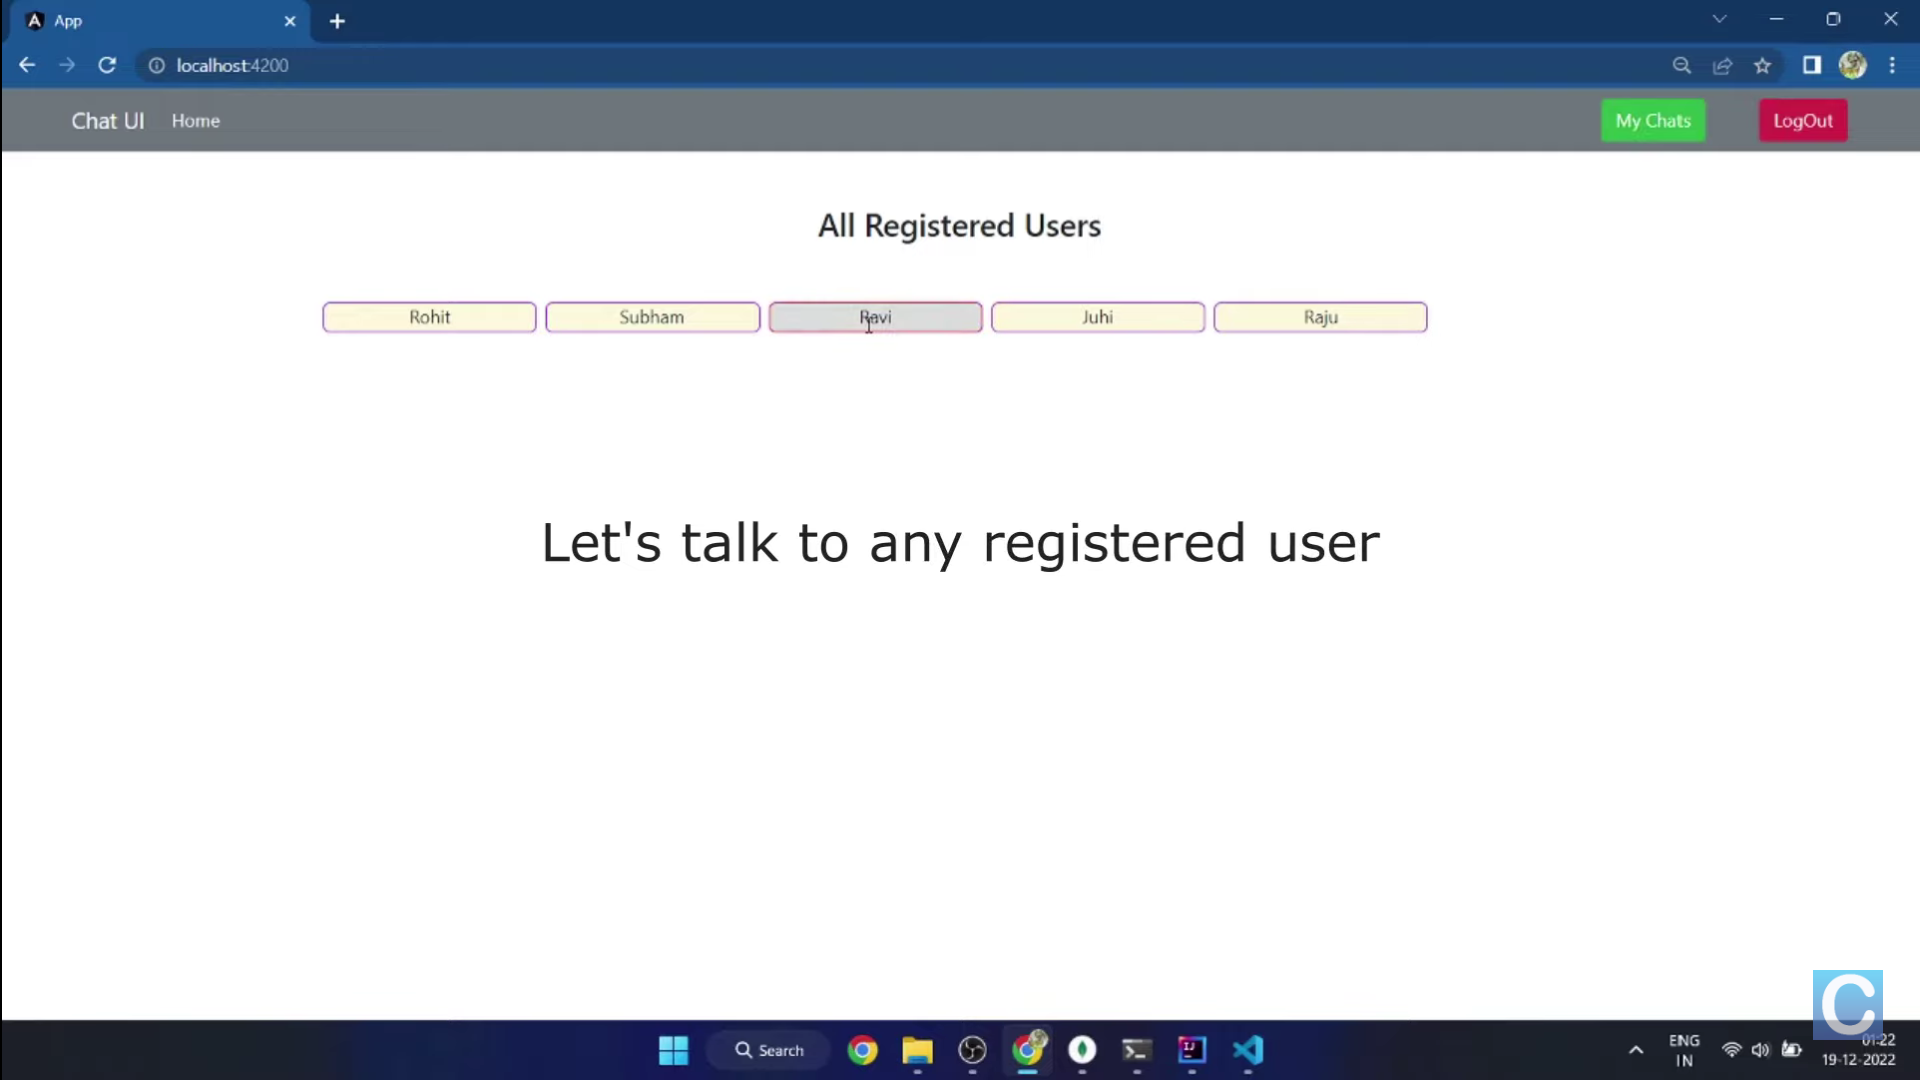 App
localhost:4200
Chat UI Home My Chats LogOut
All Registered Users
Rohit Subham Ravi Juhi Raju
Let's talk to any registered user
C
Search
ENG
IN
01:22
19-12-2022